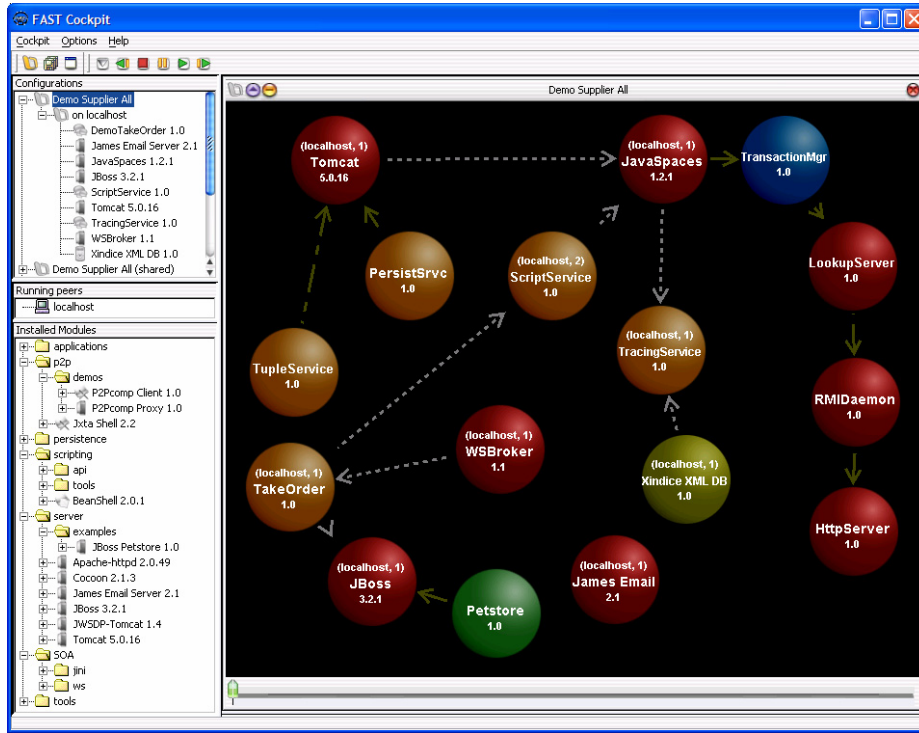 FAST Cockpit
Cockpit Options Help
Configurations
Demo Supplier All
on localhost
DemoTakeOrder 1.0
James Email Server 2.1
JavaSpaces 1.2.1
JBoss 3.2.1
ScriptService 1.0
Tomcat 5.0.16
TracingService 1.0
WSBroker 1.1
Xindice XML DB 1.0
Demo Supplier All (shared)
Running peers
localhost
Installed Modules
applications
p2p
demos
P2Pcomp Client 1.0
P2Pcomp Proxy 1.0
Jxta Shell 2.2
persistence
scripting
api
tools
BeanShell 2.0.1
server
examples
JBoss Petstore 1.0
Apache-httpd 2.0.49
Cocoon 2.1.3
James Email Server 2.1
JBoss 3.2.1
JWSDP-Tomcat 1.4
Tomcat 5.0.16
SOA
jini
ws
tools
Demo Supplier All
(localhost, 1)
Tomcat
5.0.16
(localhost, 1)
JavaSpaces
1.2.1
TransactionMgr
1.0
PersistSrvc
1.0
(localhost, 2)
ScriptService
1.0
LookupServer
1.0
TupleService
1.0
(localhost, 1)
TracingService
1.0
RMIDaemon
1.0
(localhost, 1)
WSBroker
1.1
(localhost, 1)
TakeOrder
1.0
(localhost, 1)
Xindice XML DB
1.0
HttpServer
1.0
(localhost, 1)
JBoss
3.2.1
(localhost, 1)
James Email
2.1
Petstore
1.0
1